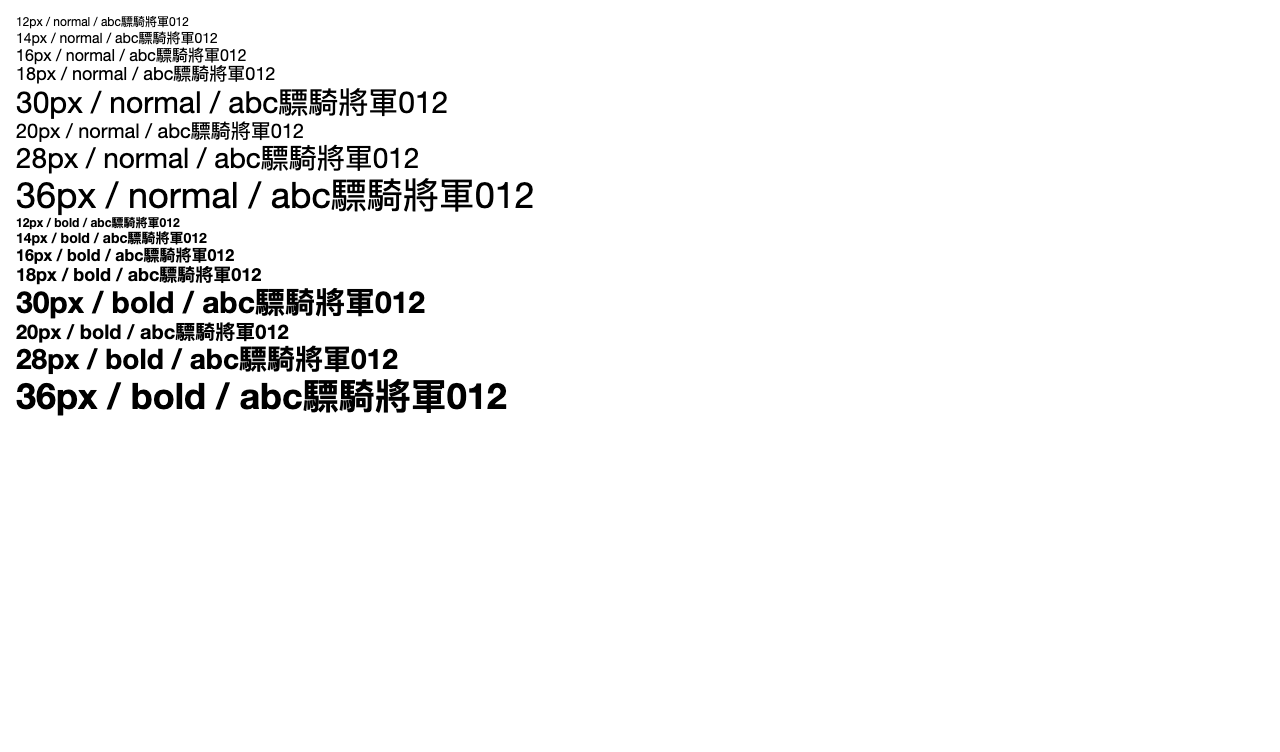 12px / normal / abc驃騎將軍012
14px / normal / abc驃騎將軍012
16px / normal / abc驃騎將軍012
18px / normal / abc驃騎將軍012
30px / normal / abc驃騎將軍012
20px / normal / abc驃騎將軍012
28px / normal / abc驃騎將軍012
36px / normal / abc驃騎將軍012
12px / bold / abc驃騎將軍012
14px / bold / abc驃騎將軍012
16px / bold / abc驃騎將軍012
18px / bold / abc驃騎將軍012
30px / bold / abc驃騎將軍012
20px / bold / abc驃騎將軍012
28px / bold / abc驃騎將軍012
36px / bold / abc驃騎將軍012